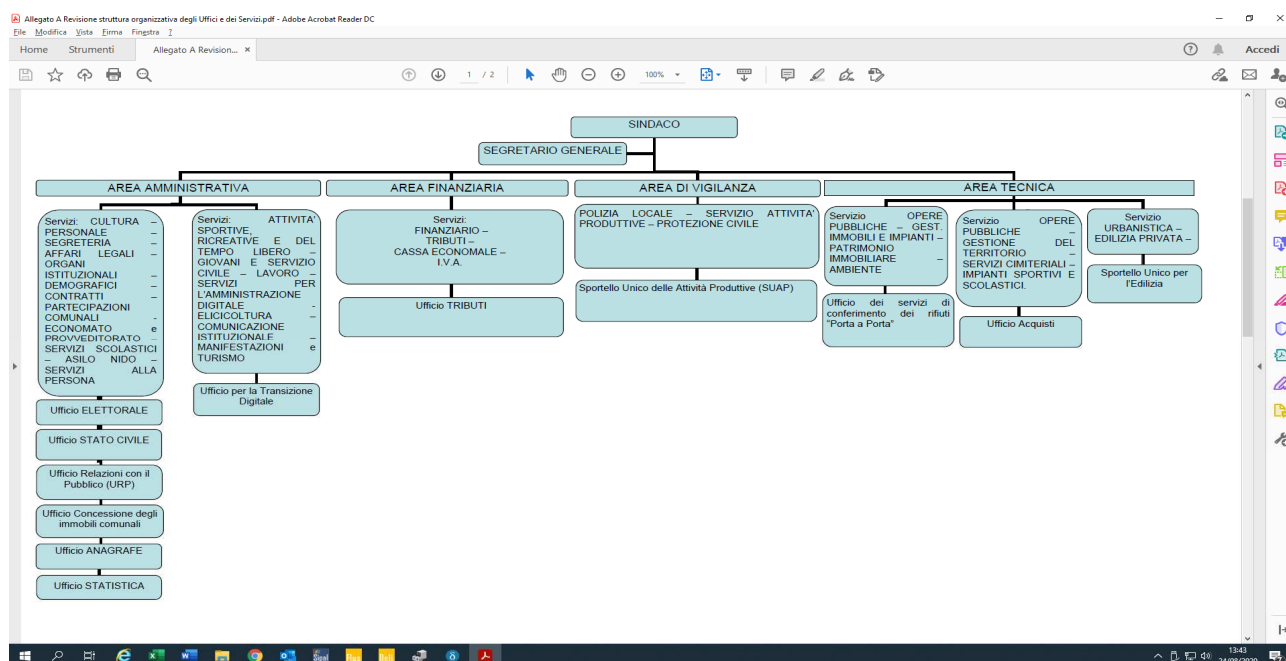 Allegato A Revisione struttura organizzativa degli Uffici e dei Servizi.pdf - Adobe Acrobat Reader DC
File Modifica Vista Firma Finestra ?
Home Strumenti Allegato A Revision... × Accedi
1 / 2 100%
SINDACO
SEGRETARIO GENERALE
AREA AMMINISTRATIVA
Servizi: CULTURA –
PERSONALE –
SEGRETERIA –
AFFARI LEGALI –
ORGANI
ISTITUZIONALI –
DEMOGRAFICI –
CONTRATTI –
PARTECIPAZIONI
COMUNALI -
ECONOMATO e
PROVVEDITORATO –
SERVIZI SCOLASTICI
– ASILO NIDO –
SERVIZI ALLA
PERSONA
Ufficio ELETTORALE
Ufficio STATO CIVILE
Ufficio Relazioni con il
Pubblico (URP)
Ufficio Concessione degli
immobili comunali
Ufficio ANAGRAFE
Ufficio STATISTICA
Servizi: ATTIVITA'
SPORTIVE,
RICREATIVE E DEL
TEMPO LIBERO –
GIOVANI E SERVIZIO
CIVILE – LAVORO –
SERVIZI PER
L'AMMINISTRAZIONE
DIGITALE -
ELICICOLTURA –
COMUNICAZIONE
ISTITUZIONALE –
MANIFESTAZIONI e
TURISMO
Ufficio per la Transizione
Digitale
AREA FINANZIARIA
Servizi:
FINANZIARIO –
TRIBUTI –
CASSA ECONOMALE –
I.V.A.
Ufficio TRIBUTI
AREA DI VIGILANZA
POLIZIA LOCALE – SERVIZIO ATTIVITA'
PRODUTTIVE – PROTEZIONE CIVILE
Sportello Unico delle Attività Produttive (SUAP)
AREA TECNICA
Servizio OPERE
PUBBLICHE – GEST.
IMMOBILI E IMPIANTI –
PATRIMONIO
IMMOBILIARE –
AMBIENTE
Ufficio dei servizi di
conferimento dei rifiuti
"Porta a Porta"
Servizio OPERE
PUBBLICHE –
GESTIONE DEL
TERRITORIO –
SERVIZI CIMITERIALI –
IMPIANTI SPORTIVI E
SCOLASTICI.
Ufficio Acquisti
Servizio
URBANISTICA –
EDILIZIA PRIVATA –
Sportello Unico per
l'Edilizia
13:43
24/08/2020